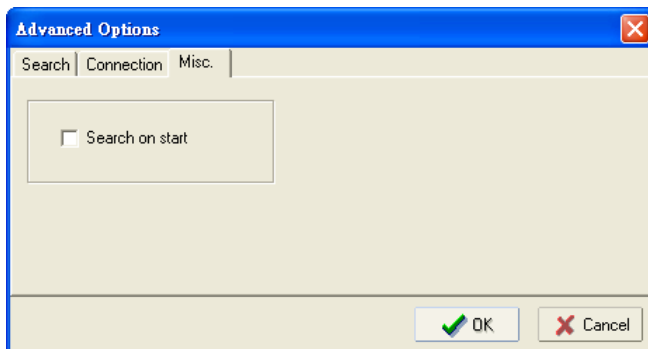 Advanced Options
Search Connection Misc.
Search on start
OK Cancel